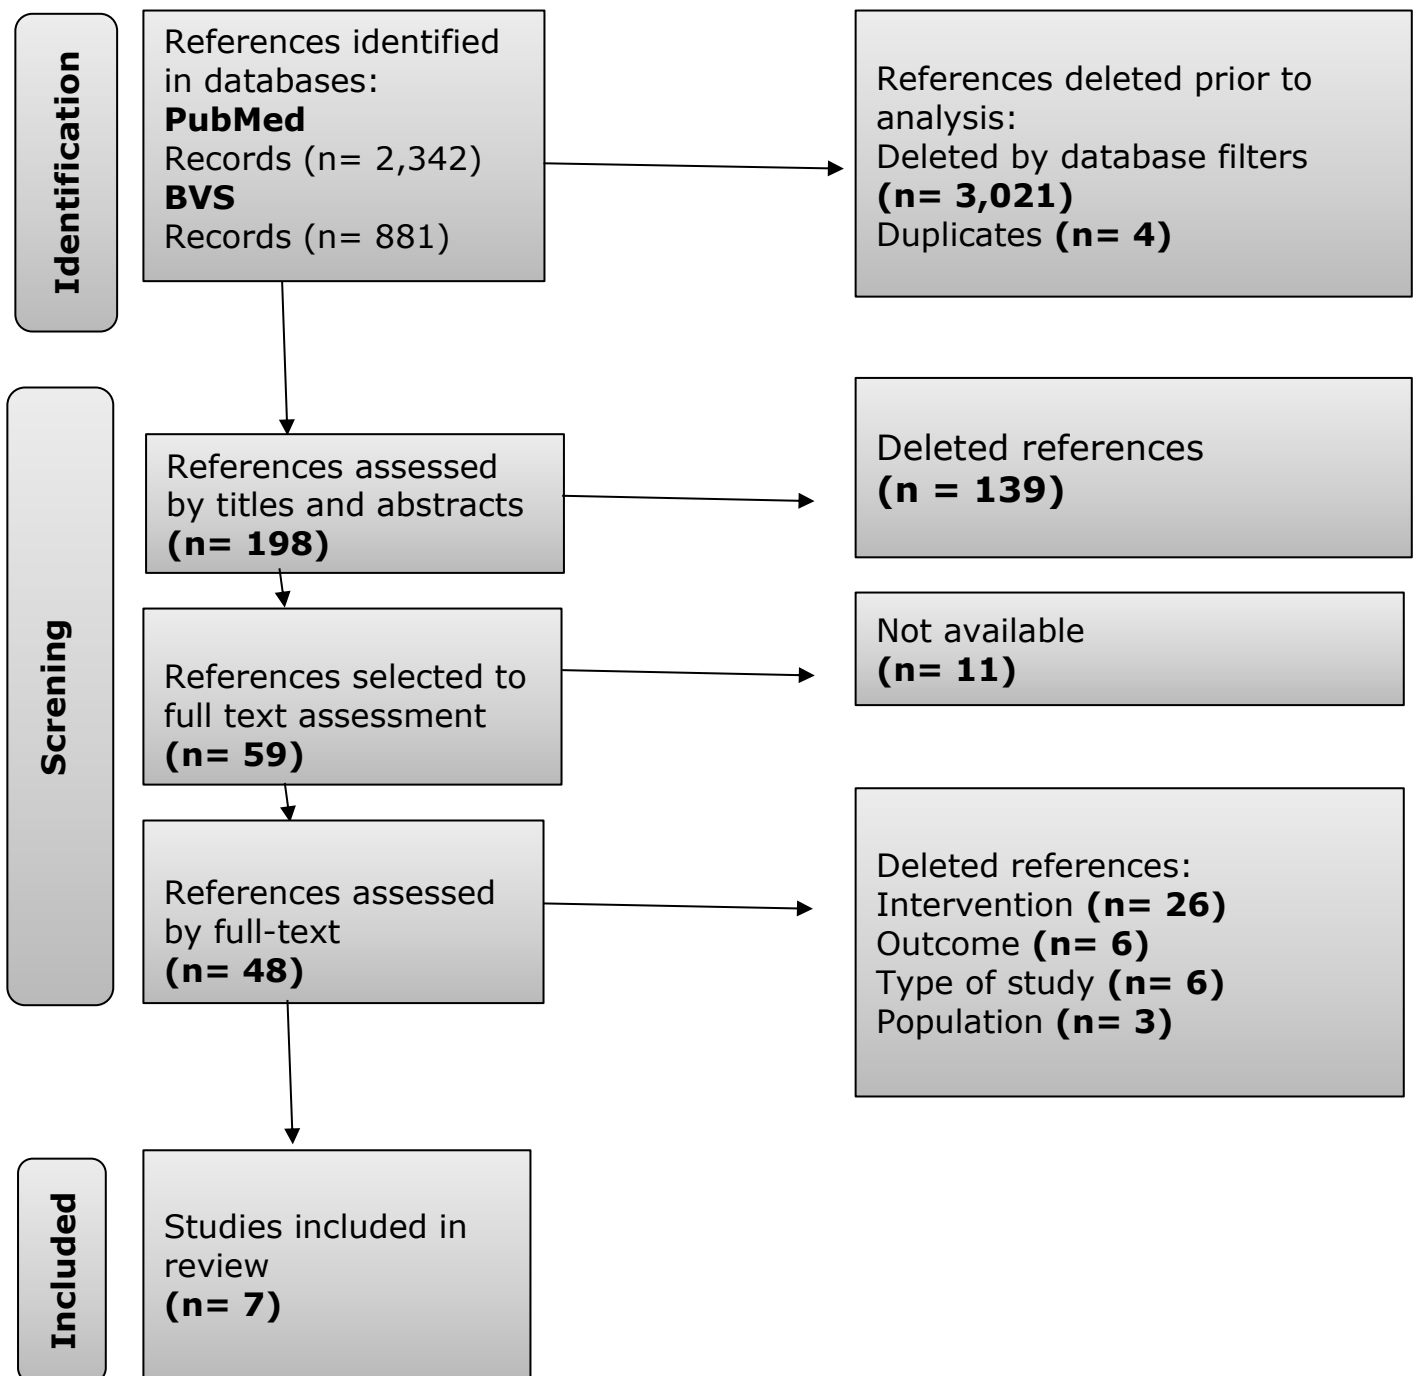 Identification
References identified
in databases:
PubMed
Records (n= 2,342)
BVS
Records (n= 881)
References deleted prior to
analysis:
Deleted by database filters
(n= 3,021)
Duplicates (n= 4)
Screning
References assessed
by titles and abstracts
(n= 198)
Deleted references
(n = 139)
References selected to
full text assessment
(n= 59)
Not available
(n= 11)
References assessed
by full-text
(n= 48)
Deleted references:
Intervention (n= 26)
Outcome (n= 6)
Type of study (n= 6)
Population (n= 3)
Included
Studies included in
review
(n= 7)